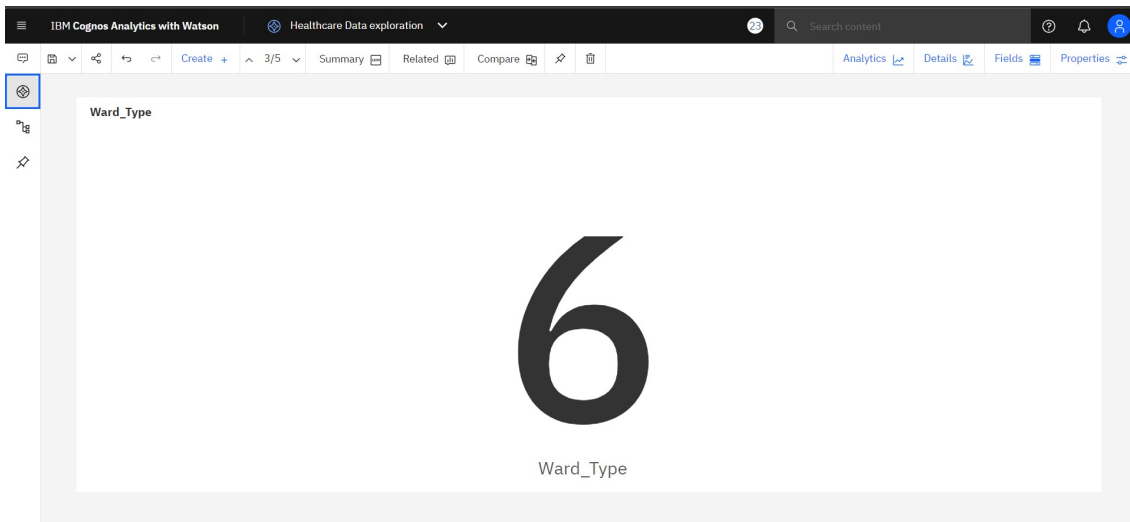 IBM Cognos Analytics with Watson
Healthcare Data exploration
23
Search content
Create +
3/5
Summary
Related
Compare
Analytics
Details
Fields
Properties
Ward_Type
6
Ward_Type